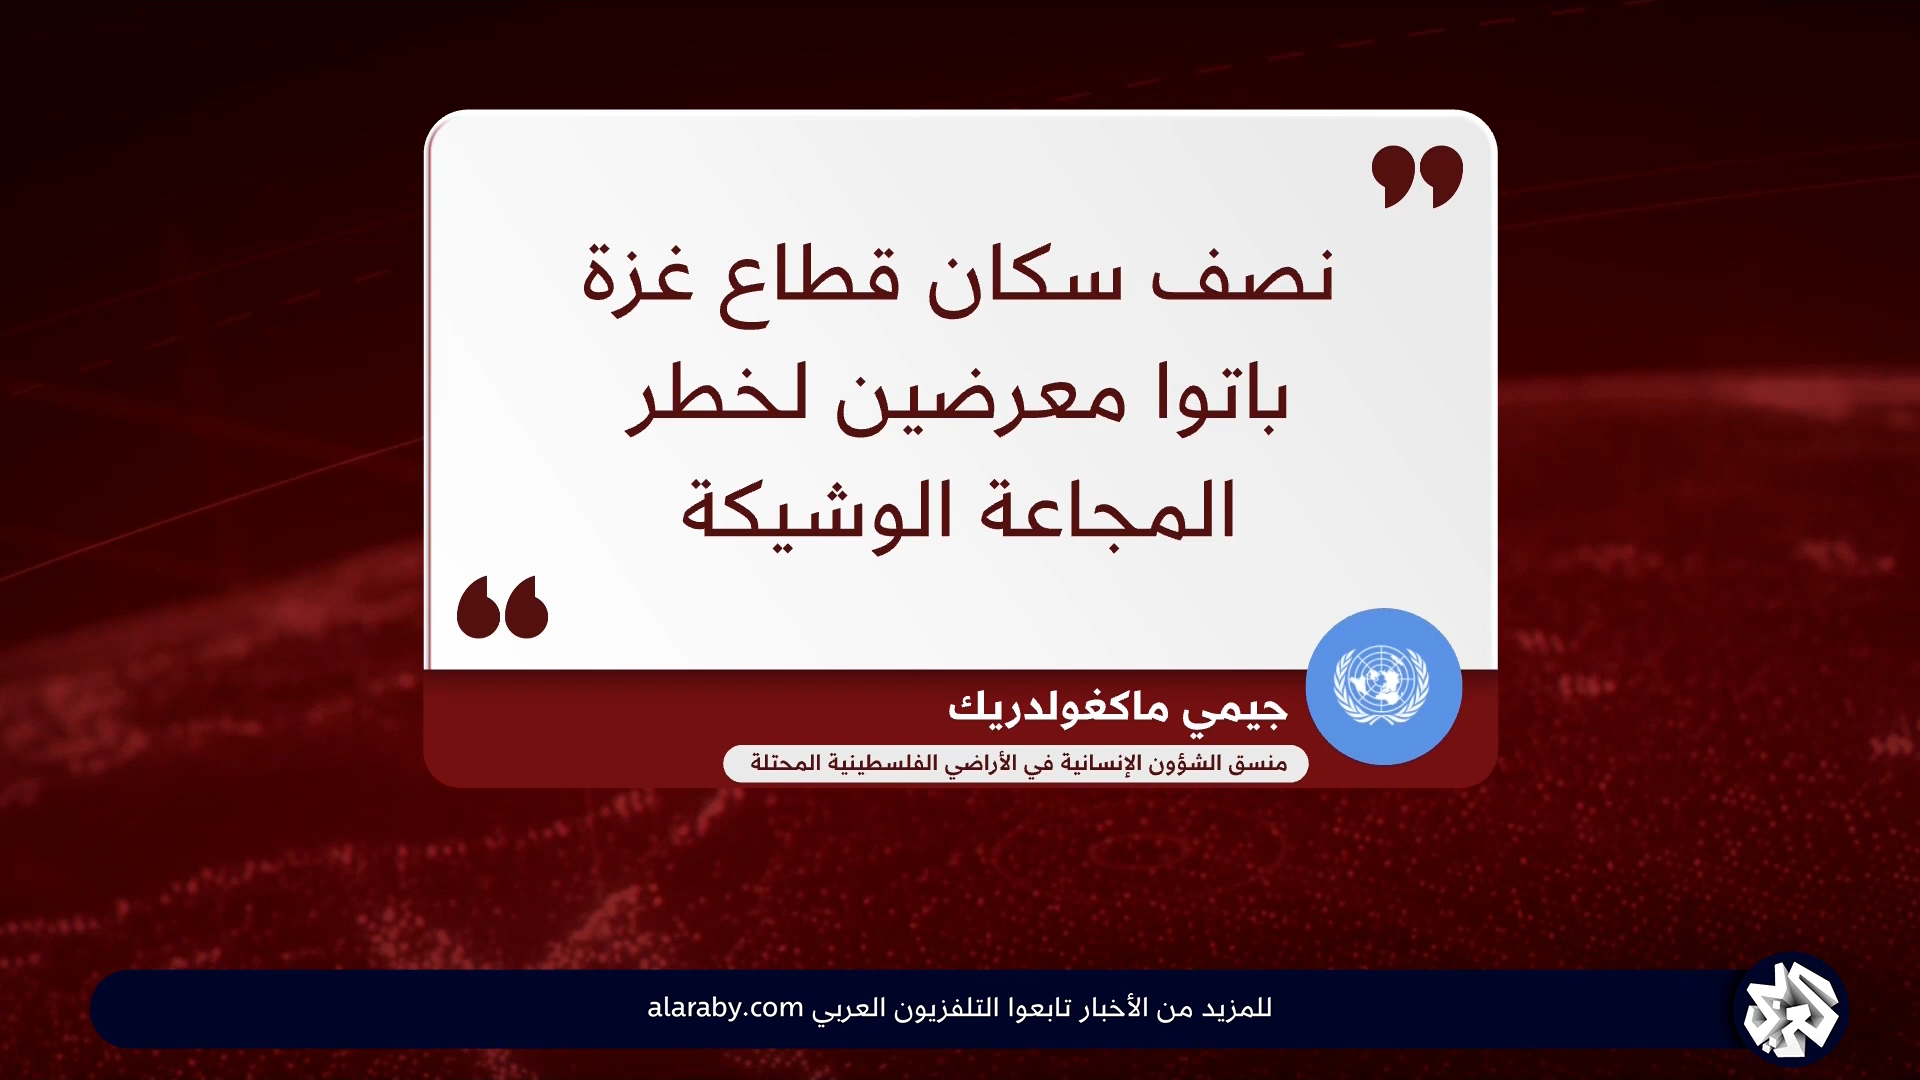 نصف سكان قطاع غزة
باتوا معرضين لخطر
المجاعة الوشيكة
جيمي ماكغولدريك
منسق الشؤون الإنسانية في الأراضي الفلسطينية المحتلة
للمزيد من الأخبار تابعوا التلفزيون العربي alaraby.com
العربي